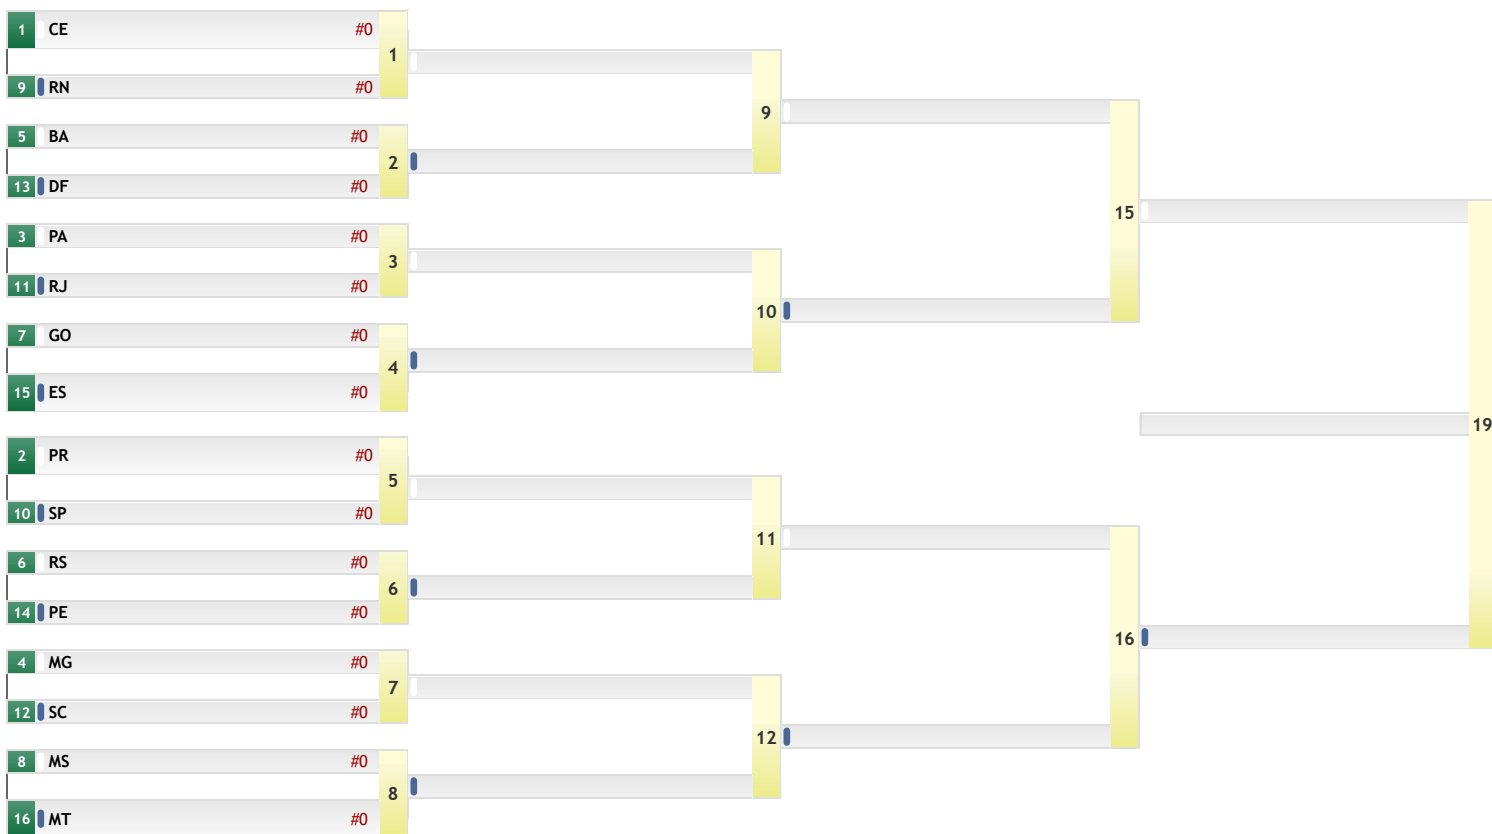 1 CE #0
1
9 RN #0
9
5 BA #0
2
13 DF #0
15
3 PA #0
3
11 RJ #0
10
7 GO #0
4
15 ES #0
19
2 PR #0
5
10 SP #0
11
6 RS #0
6
14 PE #0
16
4 MG #0
7
12 SC #0
12
8 MS #0
8
16 MT #0